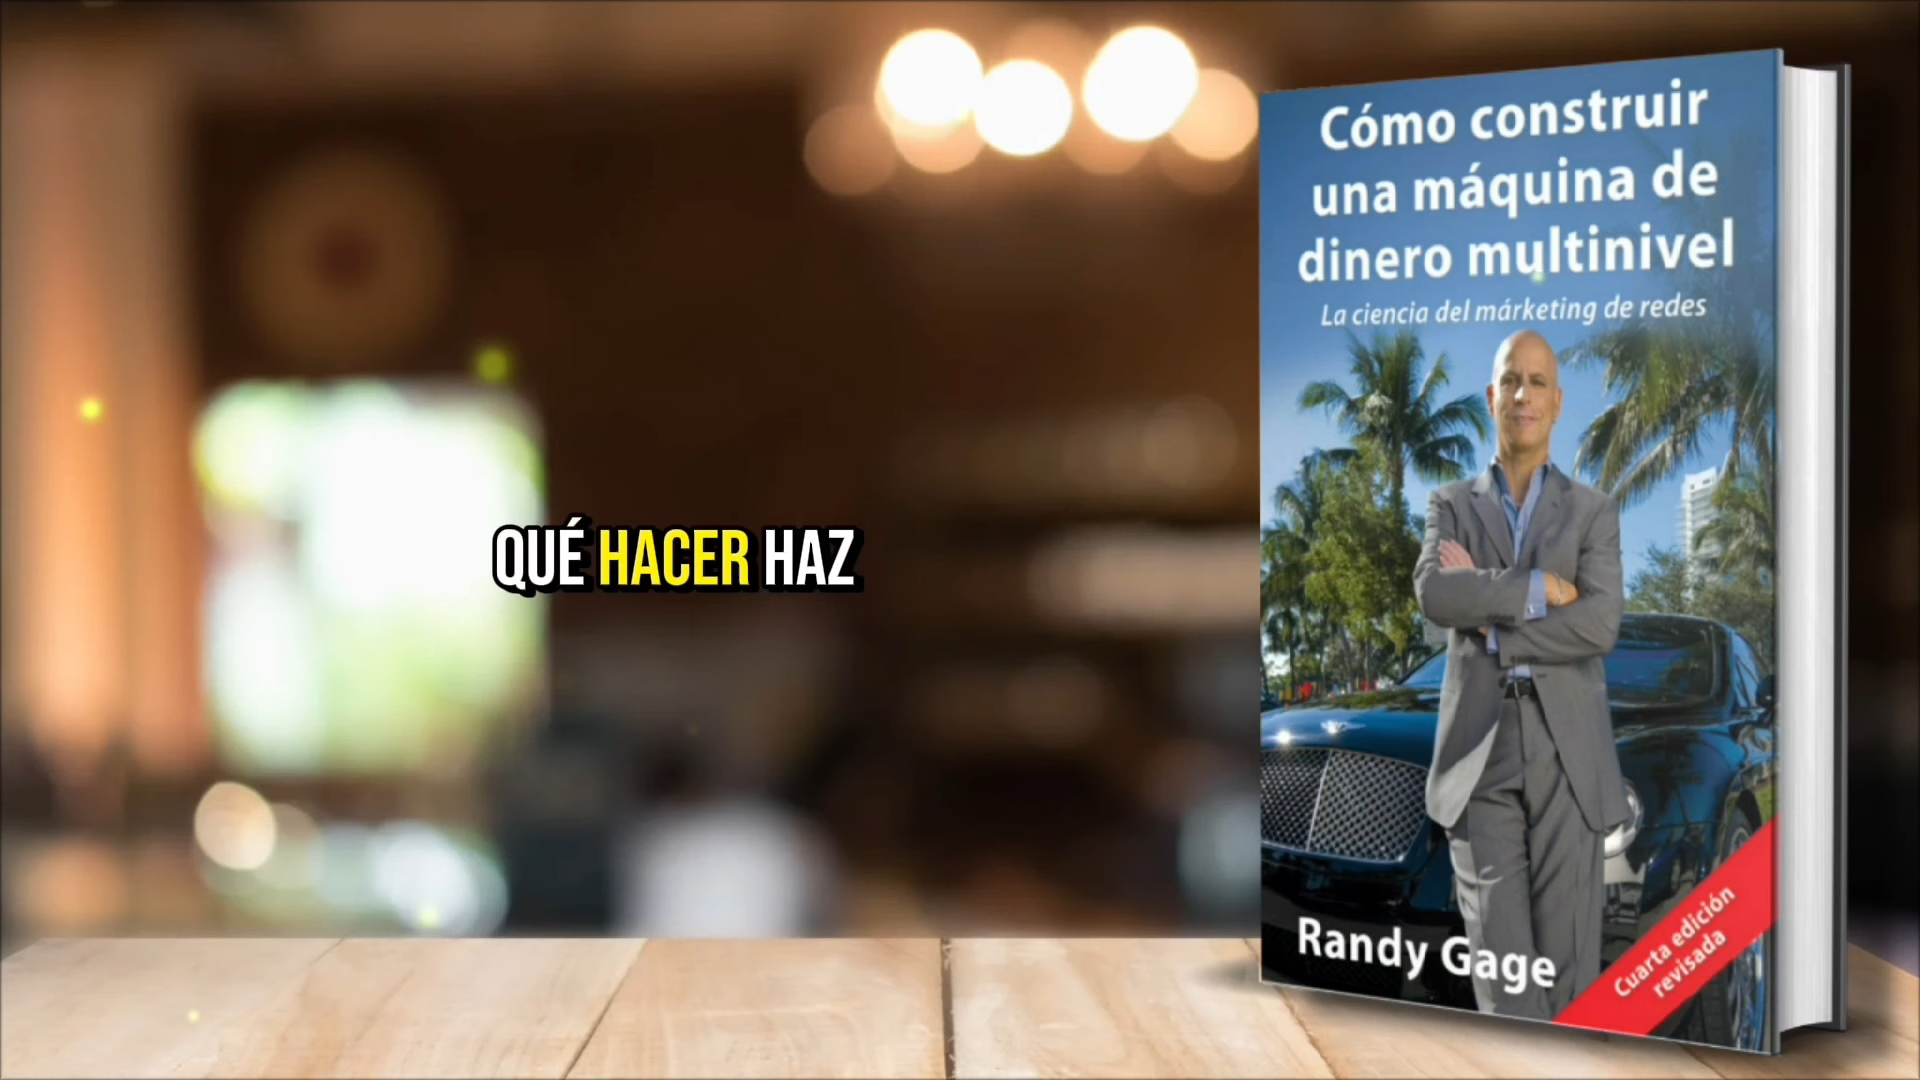 QUÉ HACER HAZ
Cómo construir
una máquina de
dinero multinivel
La ciencia del márketing de redes
Randy Gage
Cuarta edición
revisada